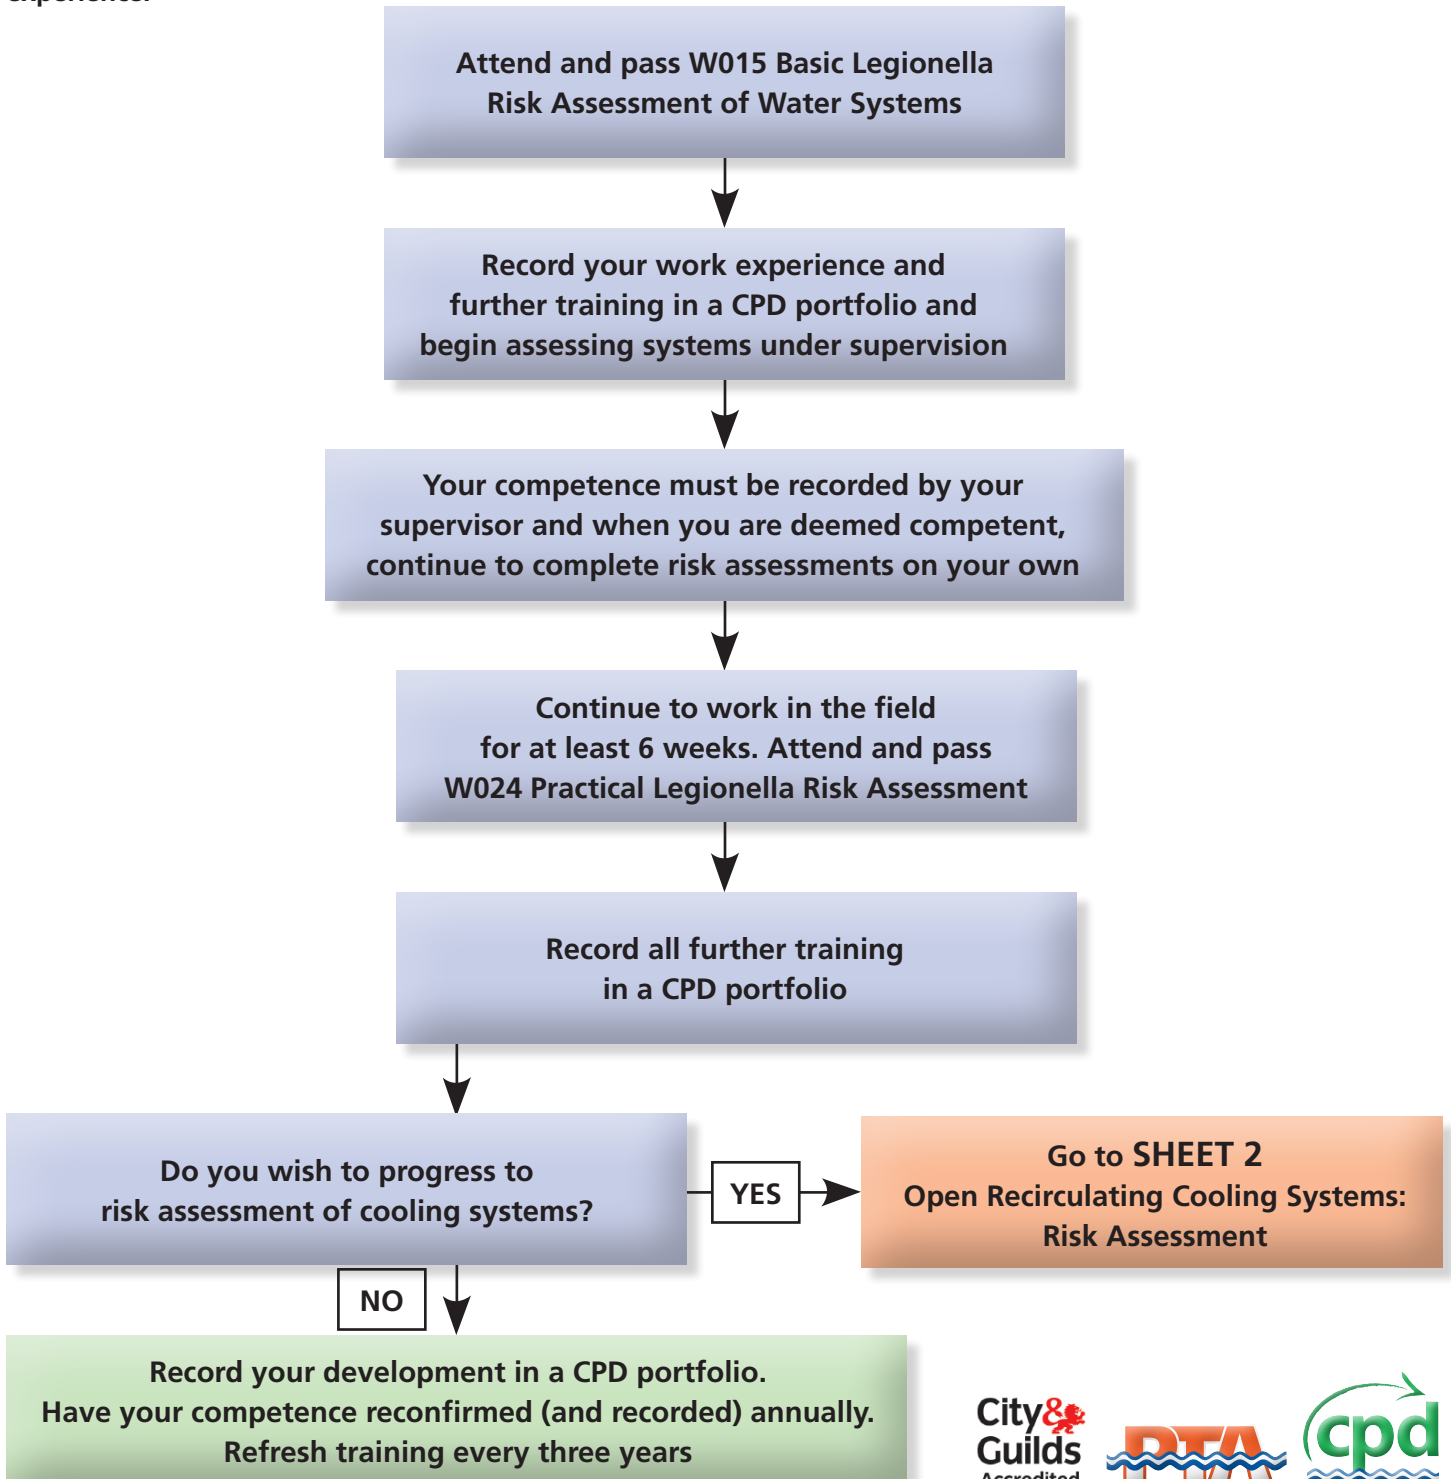 experience.
Attend and pass W015 Basic Legionella
Risk Assessment of Water Systems
Record your work experience and
further training in a CPD portfolio and
begin assessing systems under supervision
Your competence must be recorded by your
supervisor and when you are deemed competent,
continue to complete risk assessments on your own
Continue to work in the field
for at least 6 weeks. Attend and pass
W024 Practical Legionella Risk Assessment
Record all further training
in a CPD portfolio
Do you wish to progress to
risk assessment of cooling systems?
YES
Go to SHEET 2
Open Recirculating Cooling Systems:
Risk Assessment
NO
Record your development in a CPD portfolio.
Have your competence reconfirmed (and recorded) annually.
Refresh training every three years
City&
Guilds
Accredited
PTA
cpd